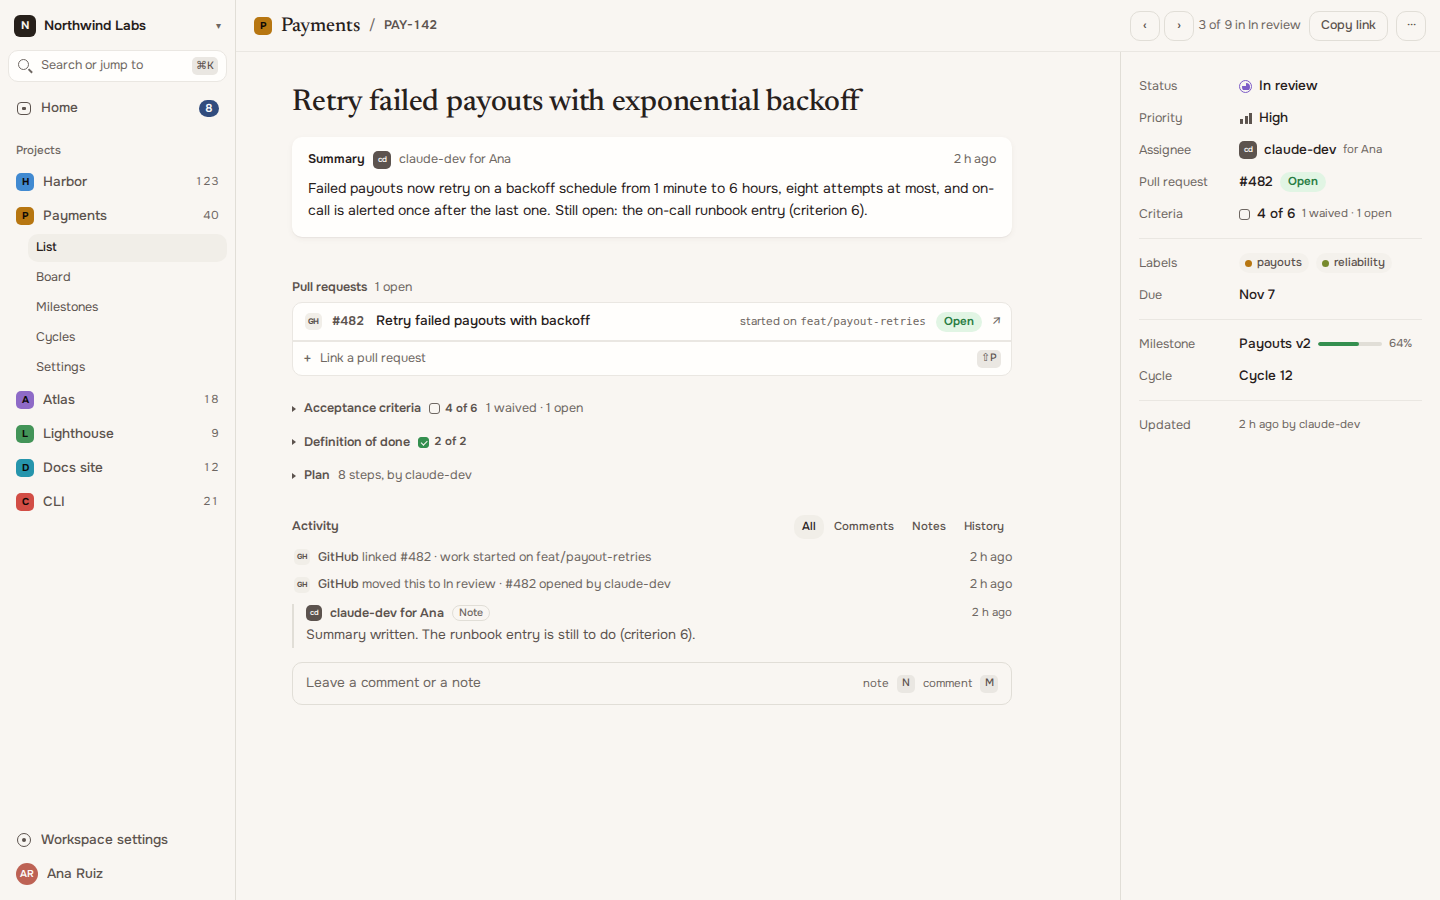 N Northwind Labs
Search or jump to ⌘K
Home 8
Projects
H Harbor 123
P Payments 40
List
Board
Milestones
Cycles
Settings
A Atlas 18
L Lighthouse 9
D Docs site 12
C CLI 21
Workspace settings
AR Ana Ruiz
P Payments / PAY-142
‹ › 3 of 9 in In review Copy link ...
Retry failed payouts with exponential backoff
Summary cd claude-dev for Ana 2 h ago
Failed payouts now retry on a backoff schedule from 1 minute to 6 hours, eight attempts at most, and on-
call is alerted once after the last one. Still open: the on-call runbook entry (criterion 6).
Pull requests 1 open
GH #482 Retry failed payouts with backoff started on feat/payout-retries Open ↗
+ Link a pull request ⇧P
Acceptance criteria 4 of 6 1 waived · 1 open
Definition of done 2 of 2
Plan 8 steps, by claude-dev
Activity All Comments Notes History
GH GitHub linked #482 · work started on feat/payout-retries 2 h ago
GH GitHub moved this to In review · #482 opened by claude-dev 2 h ago
cd claude-dev for Ana Note 2 h ago
Summary written. The runbook entry is still to do (criterion 6).
Leave a comment or a note note N comment M
Status In review
Priority High
Assignee cd claude-dev for Ana
Pull request #482 Open
Criteria 4 of 6 1 waived · 1 open
Labels payouts reliability
Due Nov 7
Milestone Payouts v2 64%
Cycle Cycle 12
Updated 2 h ago by claude-dev